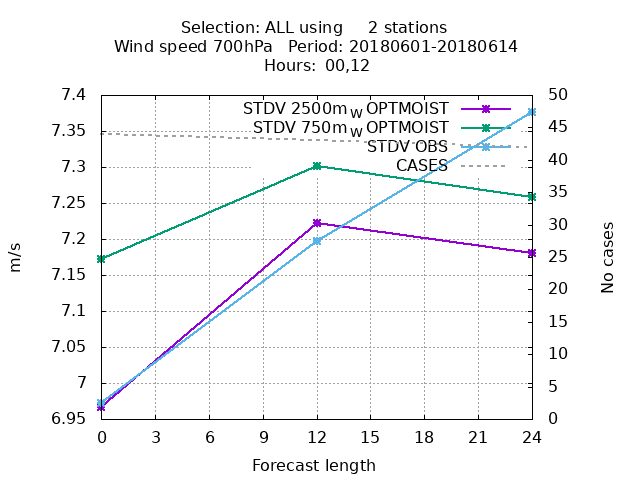 Selection: ALL using     2 stations
Wind speed 700hPa   Period: 20180601-20180614
Hours: 00,12
7.4
7.35
7.3
7.25
7.2
7.15
7.1
7.05
7
6.95
m/s
STDV 2500m_W OPTMOIST
STDV 750m_W OPTMOIST
STDV OBS
CASES
50
45
40
35
30
25
20
15
10
5
0
No cases
0 3 6 9 12 15 18 21 24
Forecast length